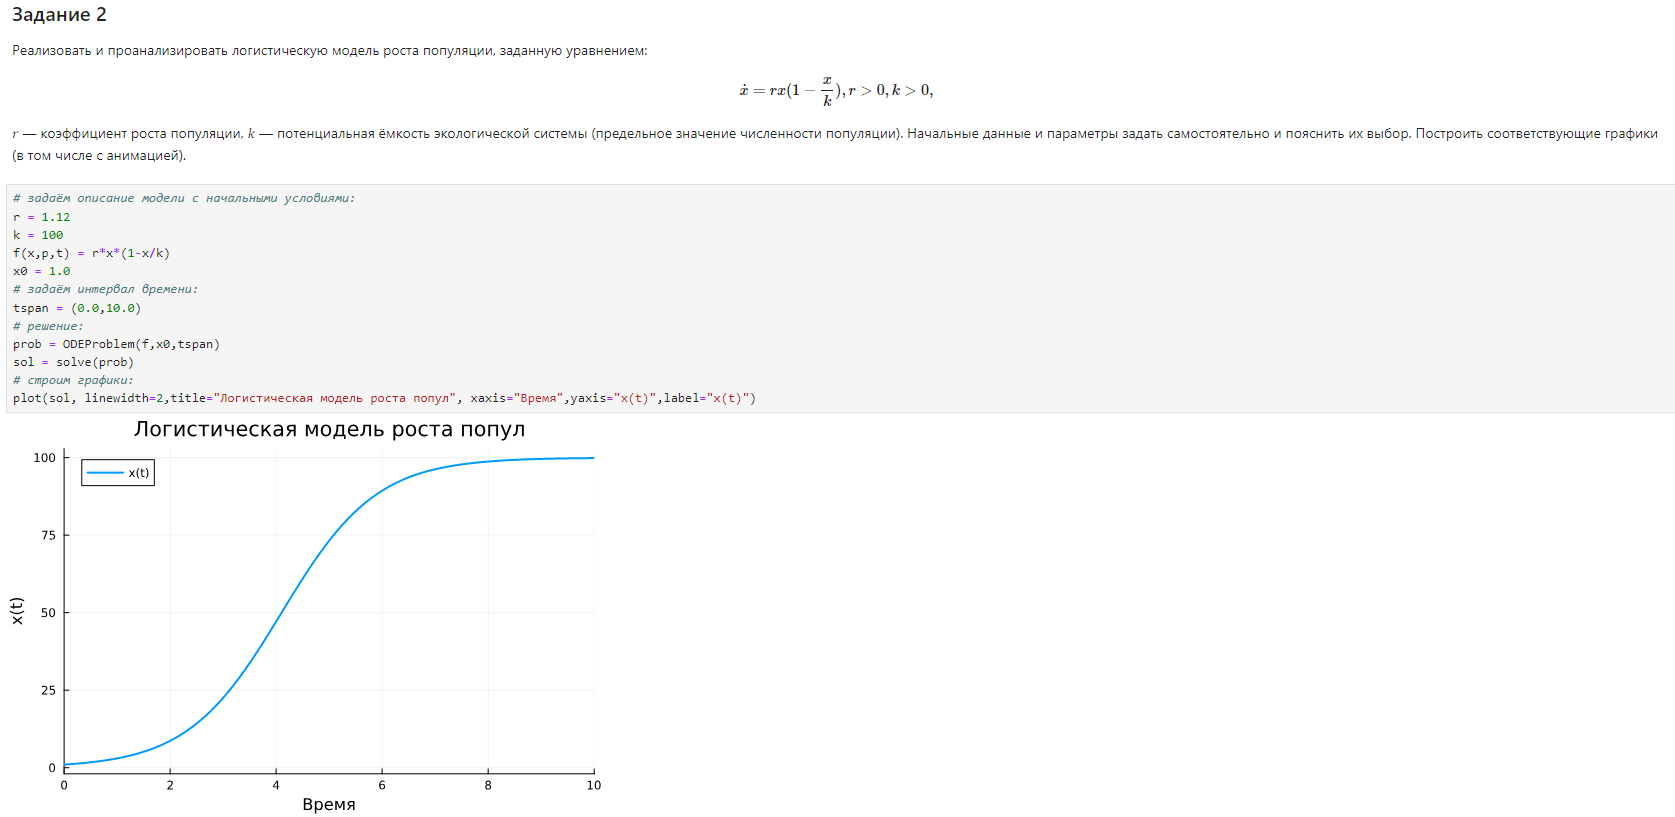 Задание 2
Реализовать и проанализировать логистическую модель роста популяции, заданную уравнением:
ẋ = rx(1 − x/k), r > 0, k > 0,
r — коэффициент роста популяции, k — потенциальная ёмкость экологической системы (предельное значение численности популяции). Начальные данные и параметры задать самостоятельно и пояснить их выбор. Построить соответствующие графики
(в том числе с анимацией).
# задаём описание модели с начальными условиями:
r = 1.12
k = 100
f(x,p,t) = r*x*(1-x/k)
x0 = 1.0
# задаём интервал времени:
tspan = (0.0,10.0)
# решение:
prob = ODEProblem(f,x0,tspan)
sol = solve(prob)
# строим графики:
plot(sol, linewidth=2,title="Логистическая модель роста попул", xaxis="Время",yaxis="x(t)",label="x(t)")
Логистическая модель роста попул
x(t)
100
75
50
25
0
x(t)
0 2 4 6 8 10
Время